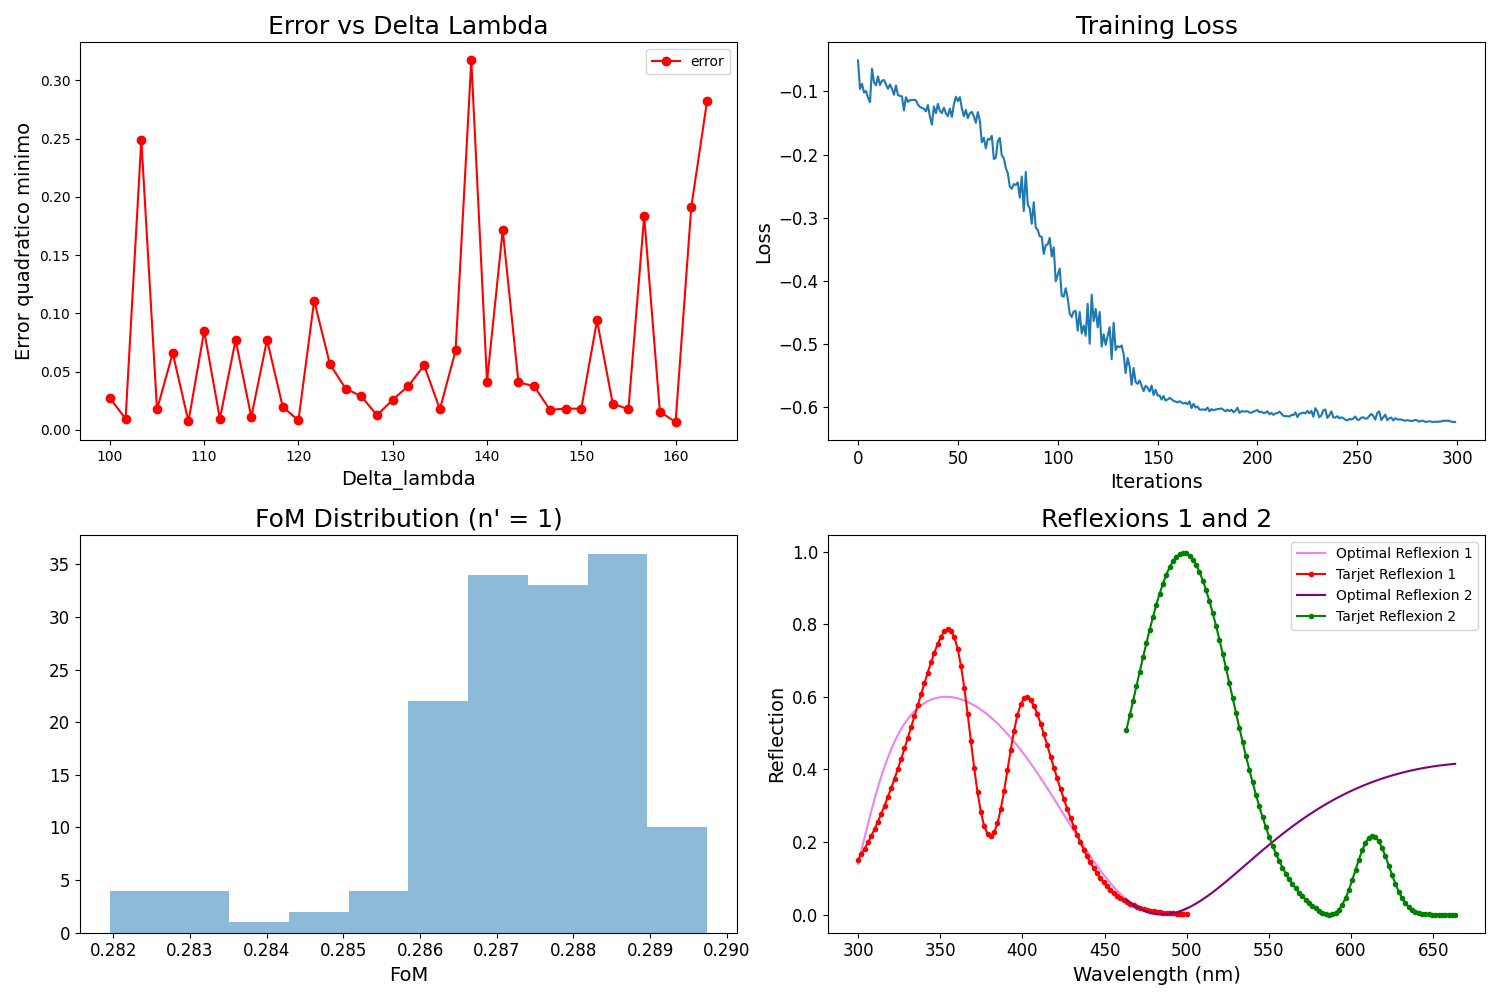 Error vs Delta Lambda
error
0.30
0.25
0.20
0.15
0.10
0.05
0.00
Error quadratico minimo
100 110 120 130 140 150 160
Delta_lambda
Training Loss
−0.1
−0.2
−0.3
−0.4
−0.5
−0.6
Loss
0 50 100 150 200 250 300
Iterations
FoM Distribution (n' = 1)
35
30
25
20
15
10
5
0
0.282 0.283 0.284 0.285 0.286 0.287 0.288 0.289 0.290
FoM
Reflexions 1 and 2
Optimal Reflexion 1
Tarjet Reflexion 1
Optimal Reflexion 2
Tarjet Reflexion 2
1.0
0.8
0.6
0.4
0.2
0.0
Reflection
300 350 400 450 500 550 600 650
Wavelength (nm)